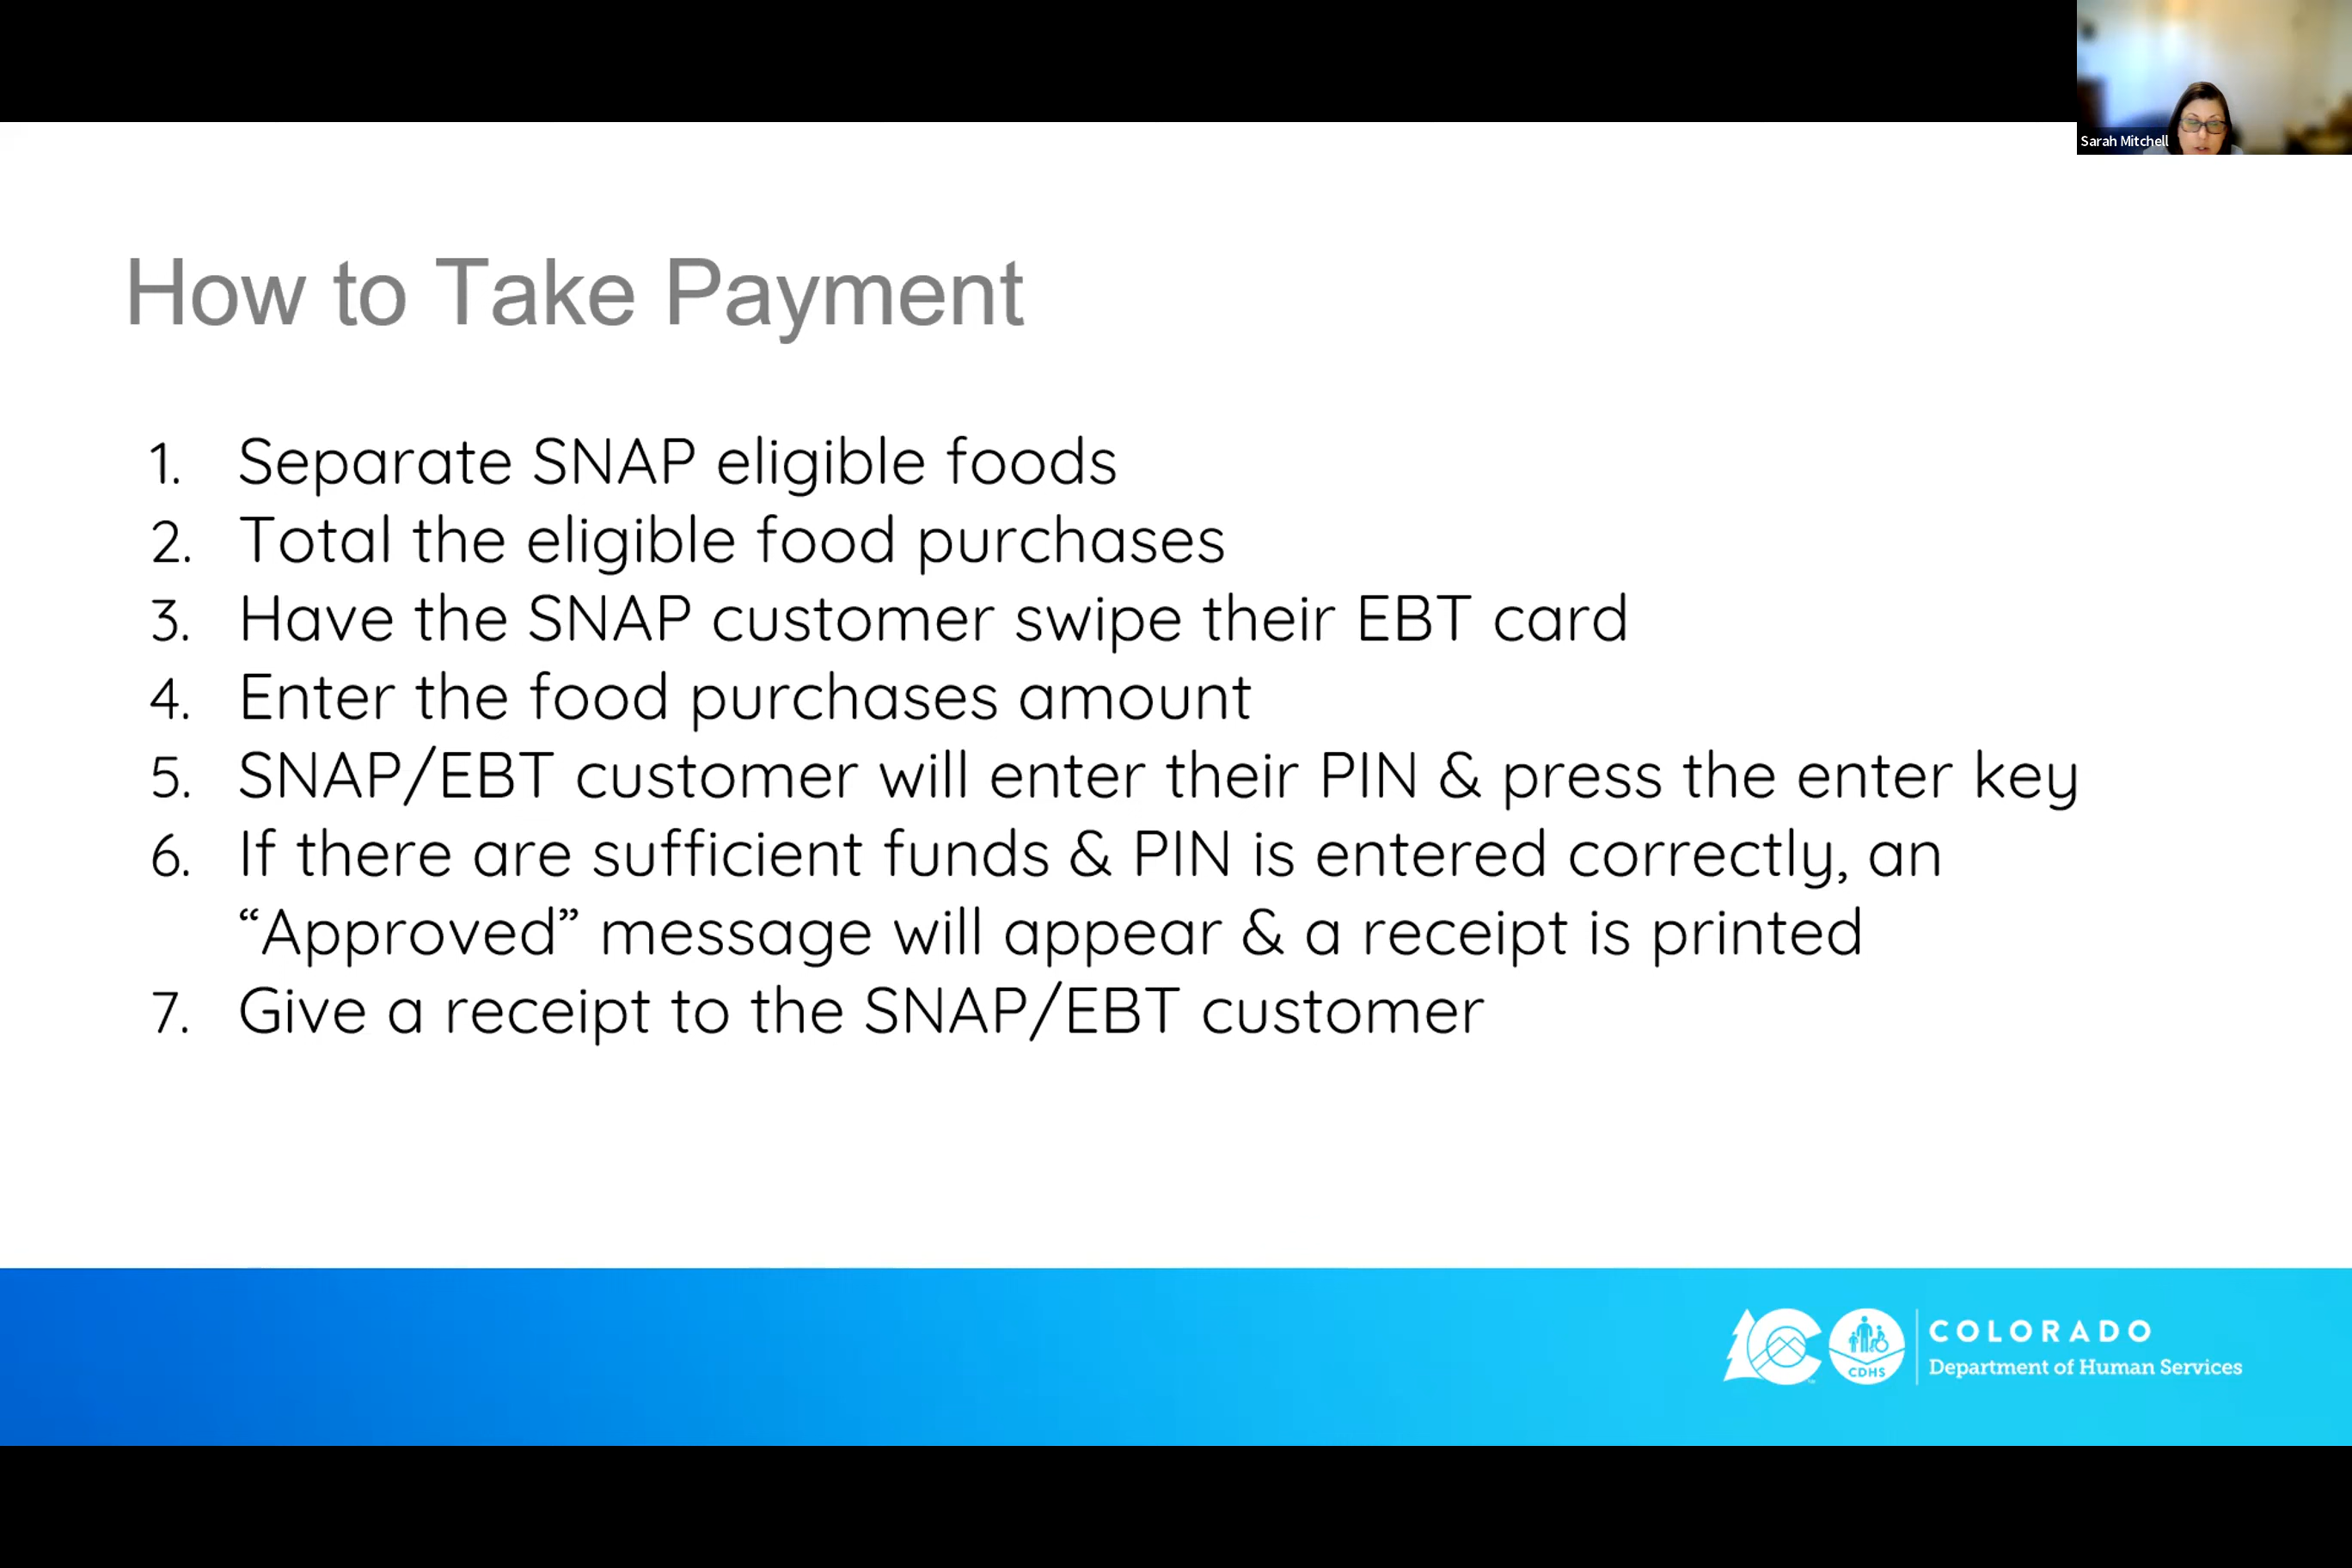 Sarah Mitchell
How to Take Payment
1. Separate SNAP eligible foods
2. Total the eligible food purchases
3. Have the SNAP customer swipe their EBT card
4. Enter the food purchases amount
5. SNAP/EBT customer will enter their PIN & press the enter key
6. If there are sufficient funds & PIN is entered correctly, an
“Approved” message will appear & a receipt is printed
7. Give a receipt to the SNAP/EBT customer
CDHS
COLORADO
Department of Human Services